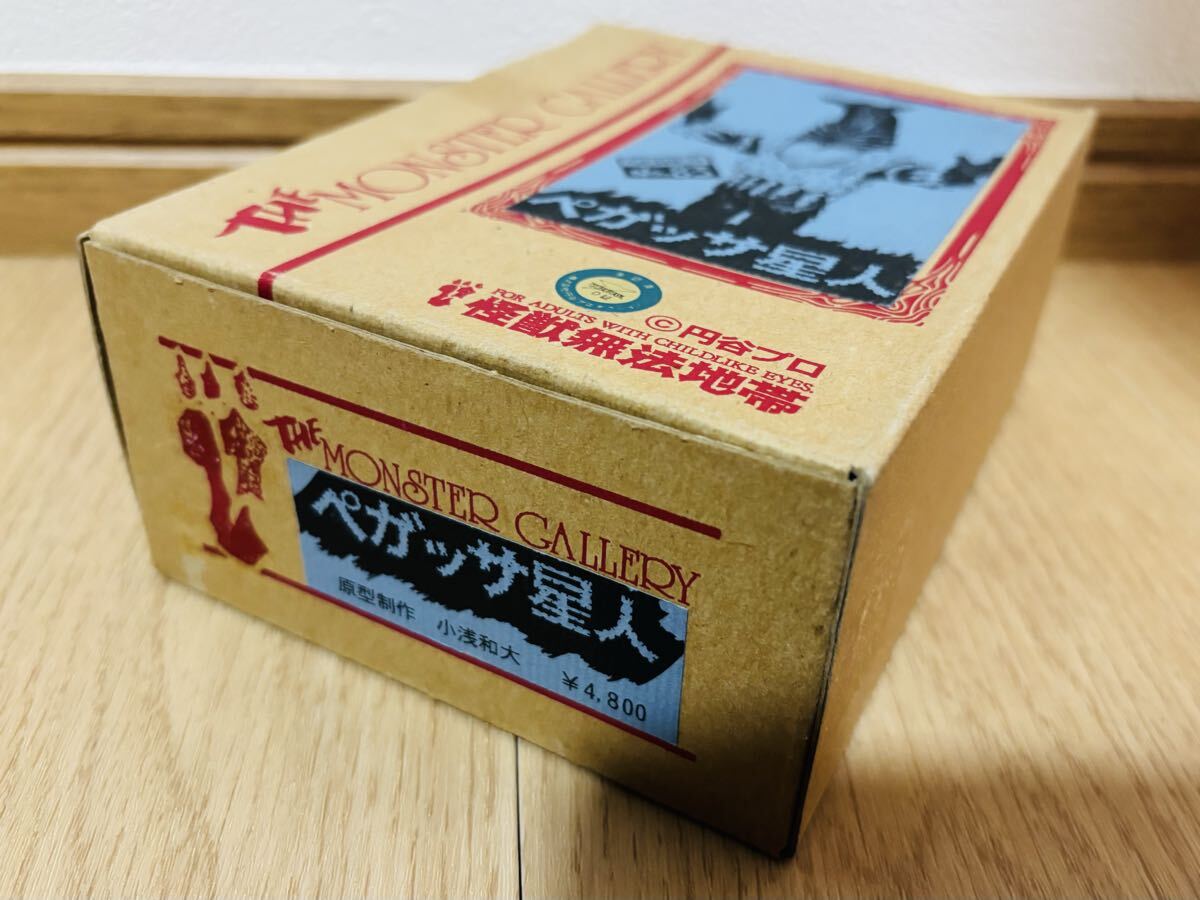 THE MONSTER GALLERY
ペガッサ星人
©円谷プロ
FOR ADULTS WITH CHILDLIKE EYES
怪獣無法地帯
THE MONSTER GALLERY
ペガッサ星人
原型制作 小浅和大
¥4,800